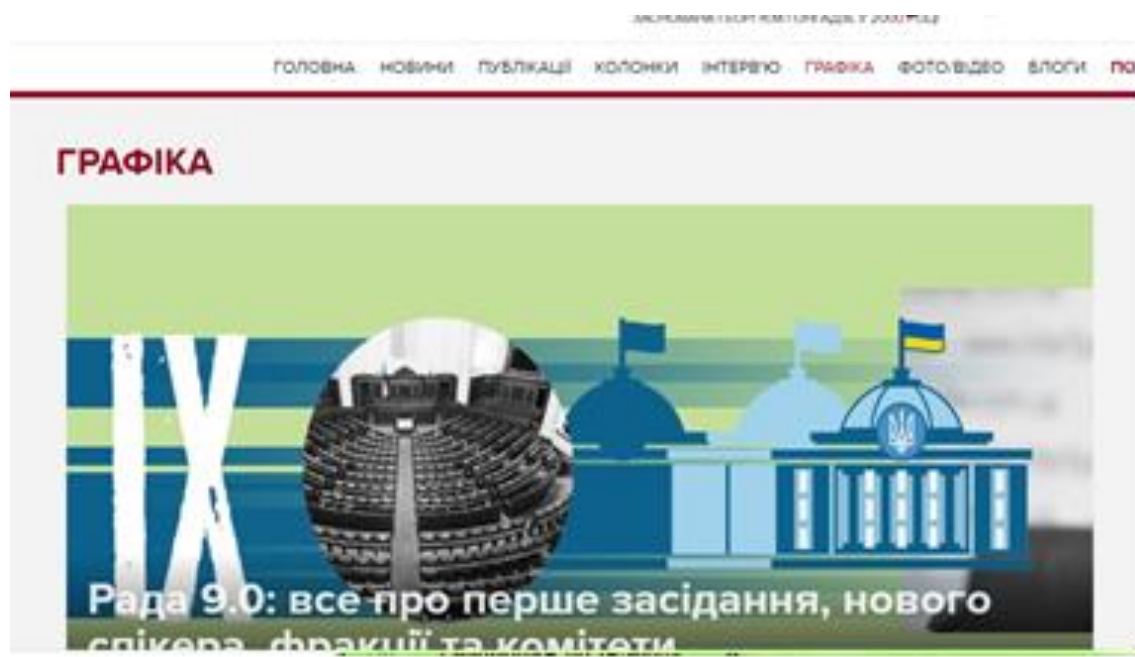 ГОЛОВНА НОВИНИ ПУБЛІКАЦІЇ КОЛОНКИ ІНТЕРВ'Ю ГРАФІКА ФОТО/ВІДЕО БЛОГИ
ГРАФІКА
IX
Рада 9.0: все про перше засідання, нового
спікера, фракції та комітети